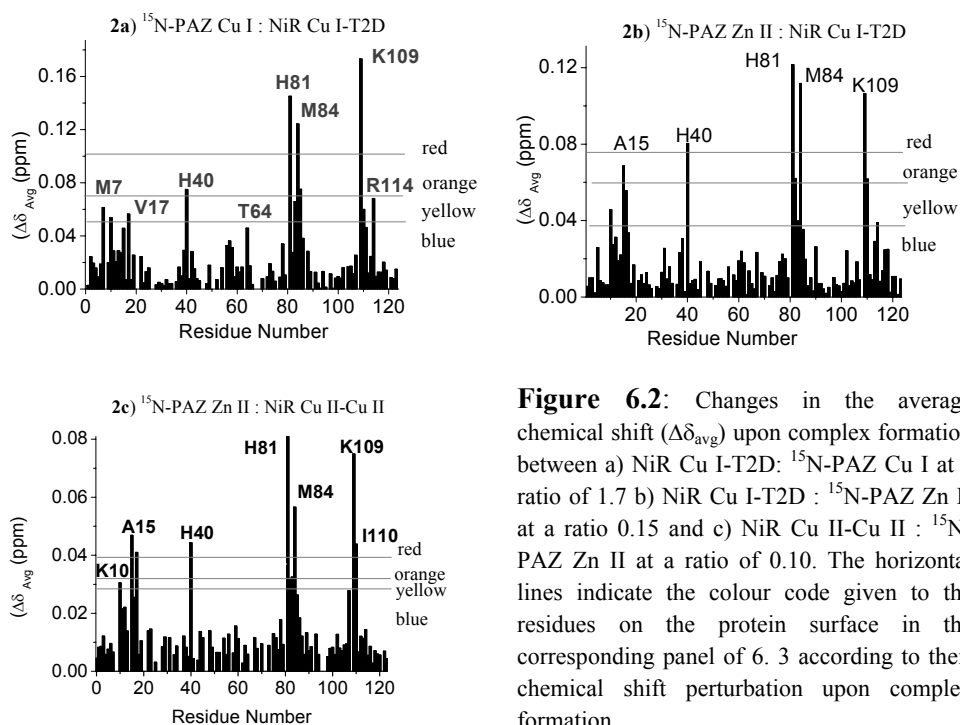 2a) ¹⁵N-PAZ Cu I : NiR Cu I-T2D
(Δδ Avg (ppm)
0.16
0.12
0.08
0.04
0.00
K109
H81
M84
red
M7
V17
H40
T64
orange
R114
yellow
blue
0 20 40 60 80 100 120
Residue Number
2b) ¹⁵N-PAZ Zn II : NiR Cu I-T2D
(Δδ Avg (ppm)
0.12
0.08
0.04
0.00
H81
M84
K109
A15
H40
red
orange
yellow
blue
20 40 60 80 100 120
Residue Number
2c) ¹⁵N-PAZ Zn II : NiR Cu II-Cu II
(Δδ Avg (ppm)
0.08
0.06
0.04
0.02
0.00
H81
K109
M84
A15
H40
I110
K10
red
orange
yellow
blue
0 20 40 60 80 100 120
Residue Number
Figure 6.2: Changes in the average
chemical shift (Δδavg) upon complex formatio
between a) NiR Cu I-T2D: ¹⁵N-PAZ Cu I at
ratio of 1.7 b) NiR Cu I-T2D : ¹⁵N-PAZ Zn I
at a ratio 0.15 and c) NiR Cu II-Cu II : ¹⁵N
PAZ Zn II at a ratio of 0.10. The horizonta
lines indicate the colour code given to th
residues on the protein surface in th
corresponding panel of 6. 3 according to thei
chemical shift perturbation upon comple
formation